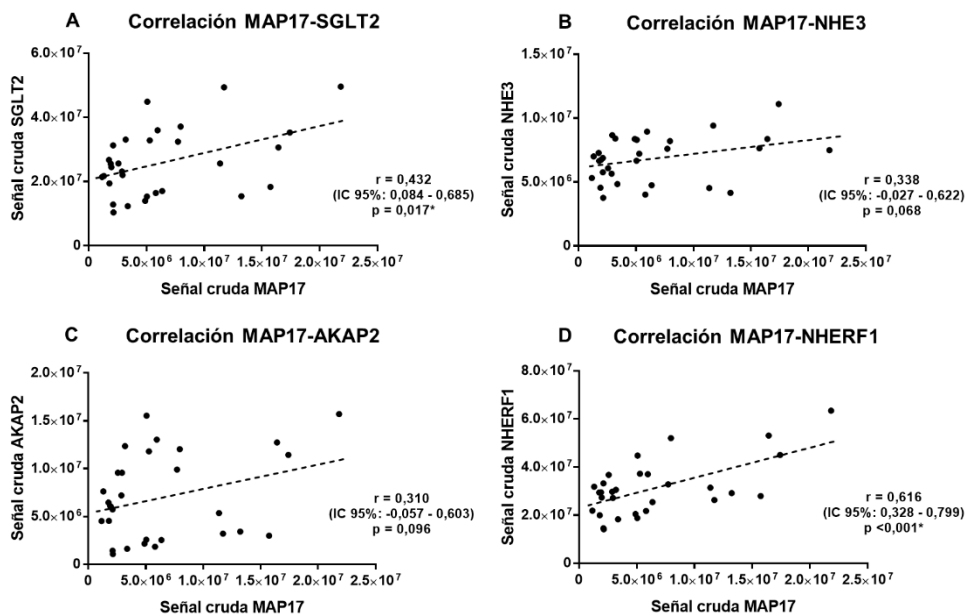 A
Correlación MAP17-SGLT2
Señal cruda SGLT2
6.0×10⁷
4.0×10⁷
2.0×10⁷
0
r = 0,432
(IC 95%: 0,084 - 0,685)
p = 0,017*
0 5.0×10⁶ 1.0×10⁷ 1.5×10⁷ 2.0×10⁷ 2.5×10⁷
Señal cruda MAP17
B
Correlación MAP17-NHE3
Señal cruda NHE3
1.5×10⁷
1.0×10⁷
5.0×10⁶
0
r = 0,338
(IC 95%: -0,027 - 0,622)
p = 0,068
0 5.0×10⁶ 1.0×10⁷ 1.5×10⁷ 2.0×10⁷ 2.5×10⁷
Señal cruda MAP17
C
Correlación MAP17-AKAP2
Señal cruda AKAP2
2.0×10⁷
1.5×10⁷
1.0×10⁷
5.0×10⁶
0
r = 0,310
(IC 95%: -0,057 - 0,603)
p = 0,096
0 5.0×10⁶ 1.0×10⁷ 1.5×10⁷ 2.0×10⁷ 2.5×10⁷
Señal cruda MAP17
D
Correlación MAP17-NHERF1
Señal cruda NHERF1
8.0×10⁷
6.0×10⁷
4.0×10⁷
2.0×10⁷
0
r = 0,616
(IC 95%: 0,328 - 0,799)
p <0,001*
0 5.0×10⁶ 1.0×10⁷ 1.5×10⁷ 2.0×10⁷ 2.5×10⁷
Señal cruda MAP17